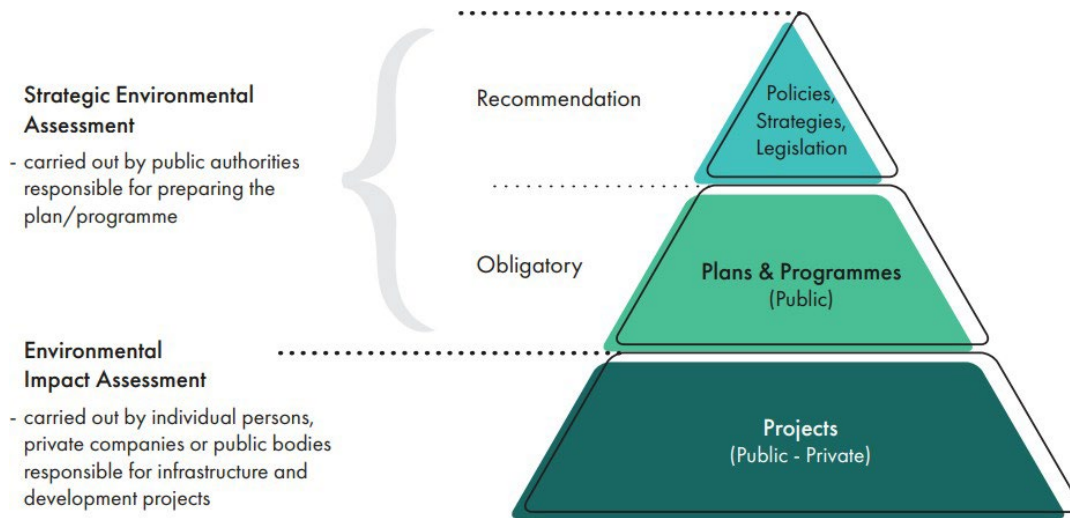 Strategic Environmental
Assessment
- carried out by public authorities
responsible for preparing the
plan/programme
Recommendation
Policies,
Strategies,
Legislation
Obligatory
Plans & Programmes
(Public)
Environmental
Impact Assessment
- carried out by individual persons,
private companies or public bodies
responsible for infrastructure and
development projects
Projects
(Public - Private)